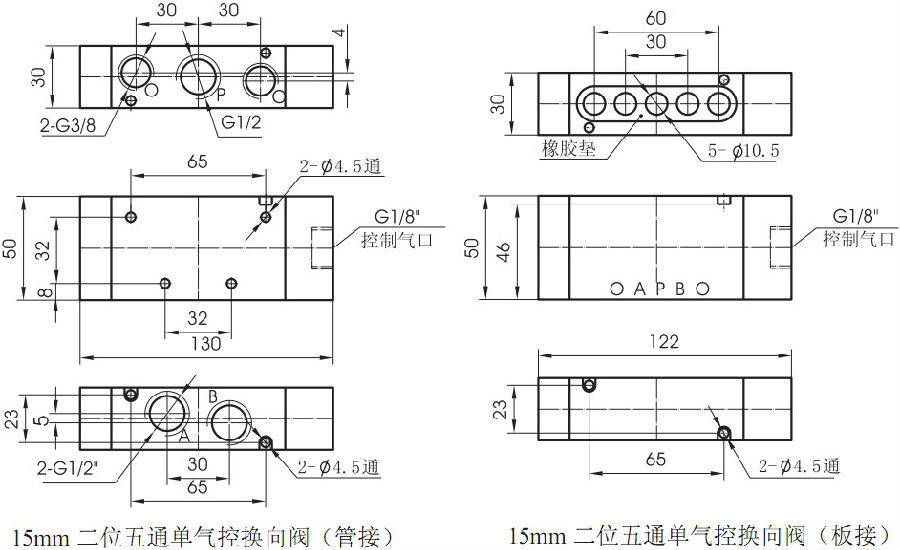 30
30
4
30
O
P
O
2-G3/8
G1/2
65
2-Ø4.5通
50
32
8
G1/8"
控制气口
32
130
23
5
B
A
2-G1/2"
30
65
2-Ø4.5通
15mm 二位五通单气控换向阀（管接）
60
30
30
橡胶垫
5-Ø10.5
50
46
G1/8"
控制气口
O A P B O
122
23
65
2-Ø4.5通
15mm 二位五通单气控换向阀（板接）